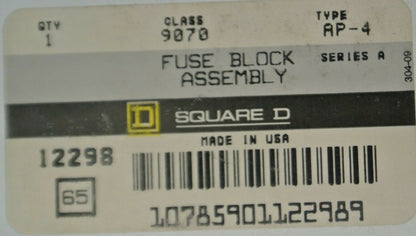 QTY CLASS TYPE
1 9070 AP-4
FUSE BLOCK SERIES A
ASSEMBLY
304-09
D SQUARE D
MADE IN USA
12298
65
10785901122989